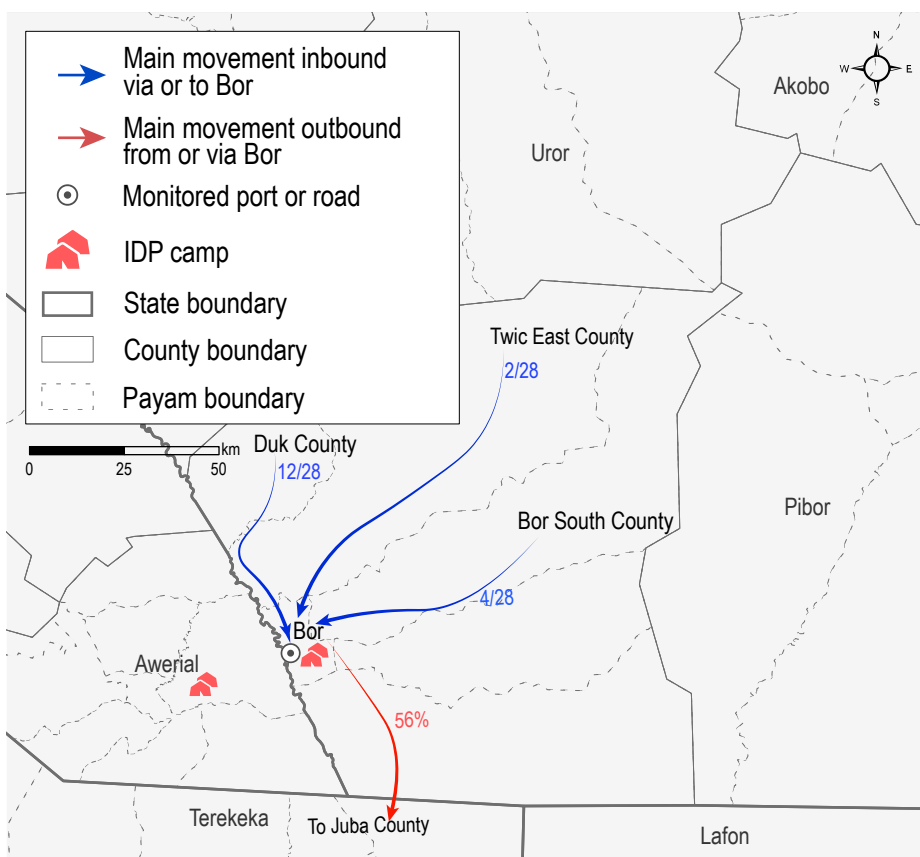 Main movement inbound
via or to Bor
Main movement outbound
from or via Bor
Monitored port or road
IDP camp
State boundary
County boundary
Payam boundary
km
0 25 50
N
W E
S
Akobo
Uror
Twic East County
2/28
Duk County
12/28
Bor South County
4/28
Pibor
Bor
Awerial
56%
Terekeka
To Juba County
Lafon